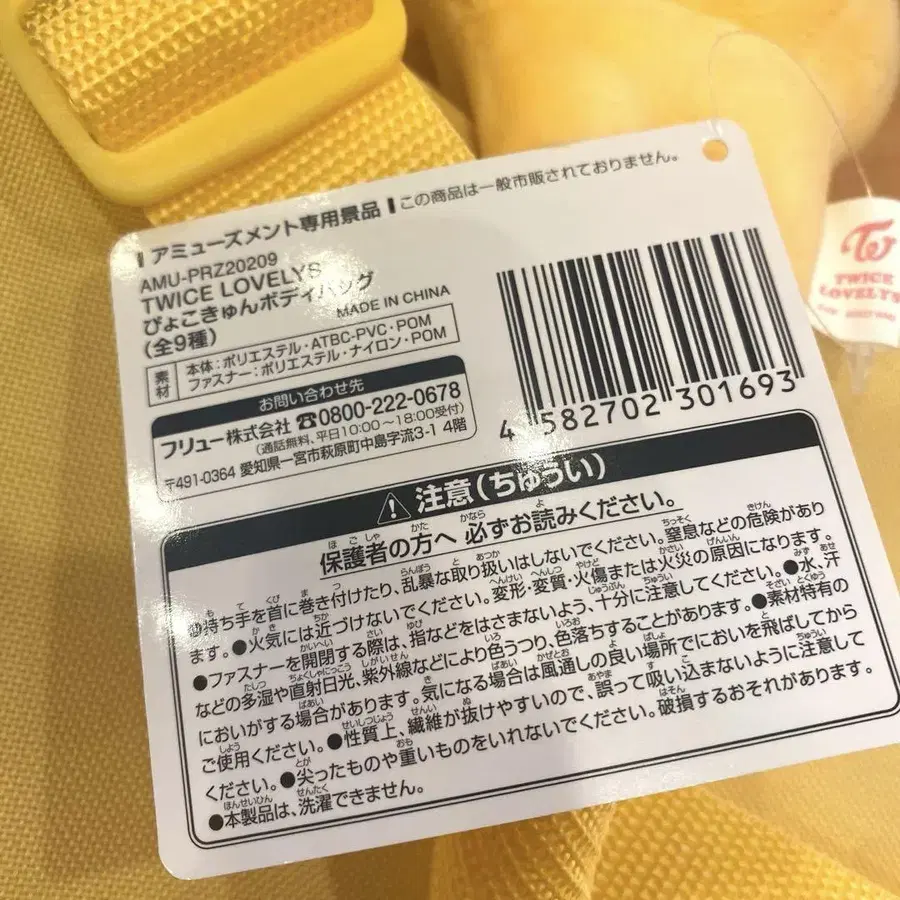 アミューズメント専用景品 この商品は一般市販されておりません。
AMU-PRZ20209
TWICE LOVELYS
ぴょこきゅんボディバッグ
(全9種)
MADE IN CHINA
素材
本体：ポリエステル・ATBC-PVC・POM
ファスナー：ポリエステル・ナイロン・POM
お問い合わせ先
フリュー株式会社 ☎0800-222-0678
(通話無料、平日10:00～18:00受付)
〒491-0364 愛知県一宮市萩原町中島字流3-1 4階
4 582702 301693
注意(ちゅうい)
保護者の方へ 必ずお読みください。
●持ち手を首に巻き付けたり、乱暴な取り扱いはしないでください。窒息などの危険があり
ます。●火気には近づけないでください。変形・変質・火傷または火災の原因になります。
●ファスナーを開閉する際は、指などをはさまないよう、十分に注意してください。●水、汗
などの多湿や直射日光、紫外線などにより色うつり、色落ちすることがあります。●素材特有の
においがする場合があります。気になる場合は風通しの良い場所でにおいを飛ばしてから
ご使用ください。●性質上、繊維が抜けやすいので、誤って吸い込まないように注意して
ください。●尖ったものや重いものをいれないでください。破損するおそれがあります。
●本製品は、洗濯できません。
TWICE
LOVELYS